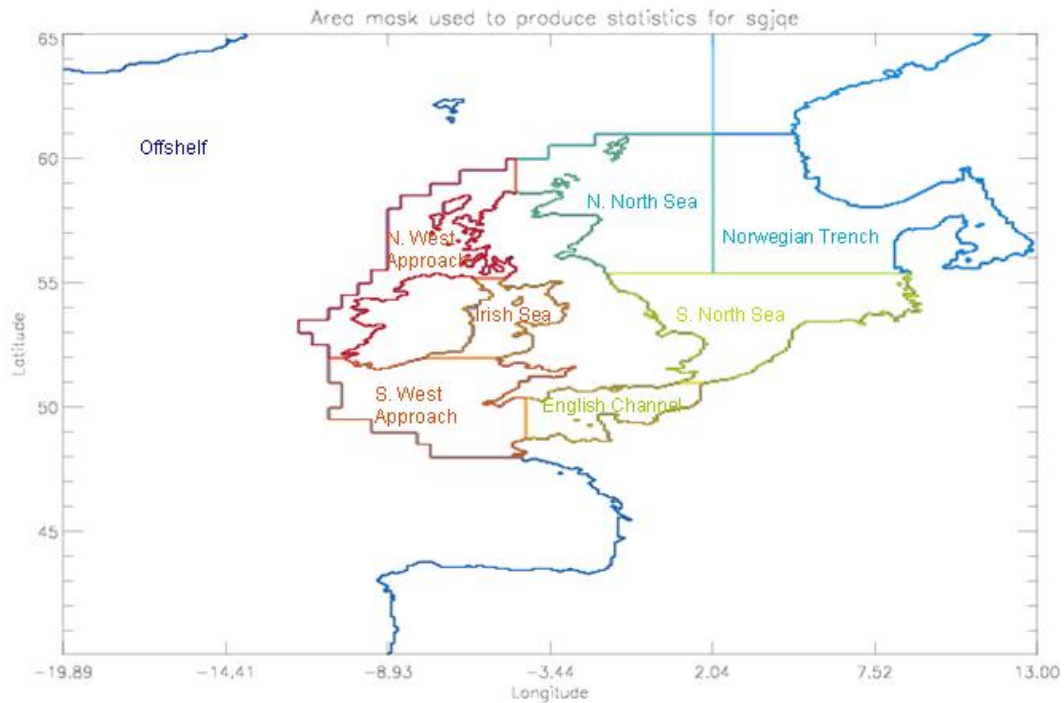 Area mask used to produce statistics for sgjqe
65
60
55
50
45
Latitude
Offshelf
N. North Sea
Norwegian Trench
N. West
Approach
Irish Sea
S. North Sea
S. West
Approach
English Channel
-19.89 -14.41 -8.93 -3.44 2.04 7.52 13.00
Longitude